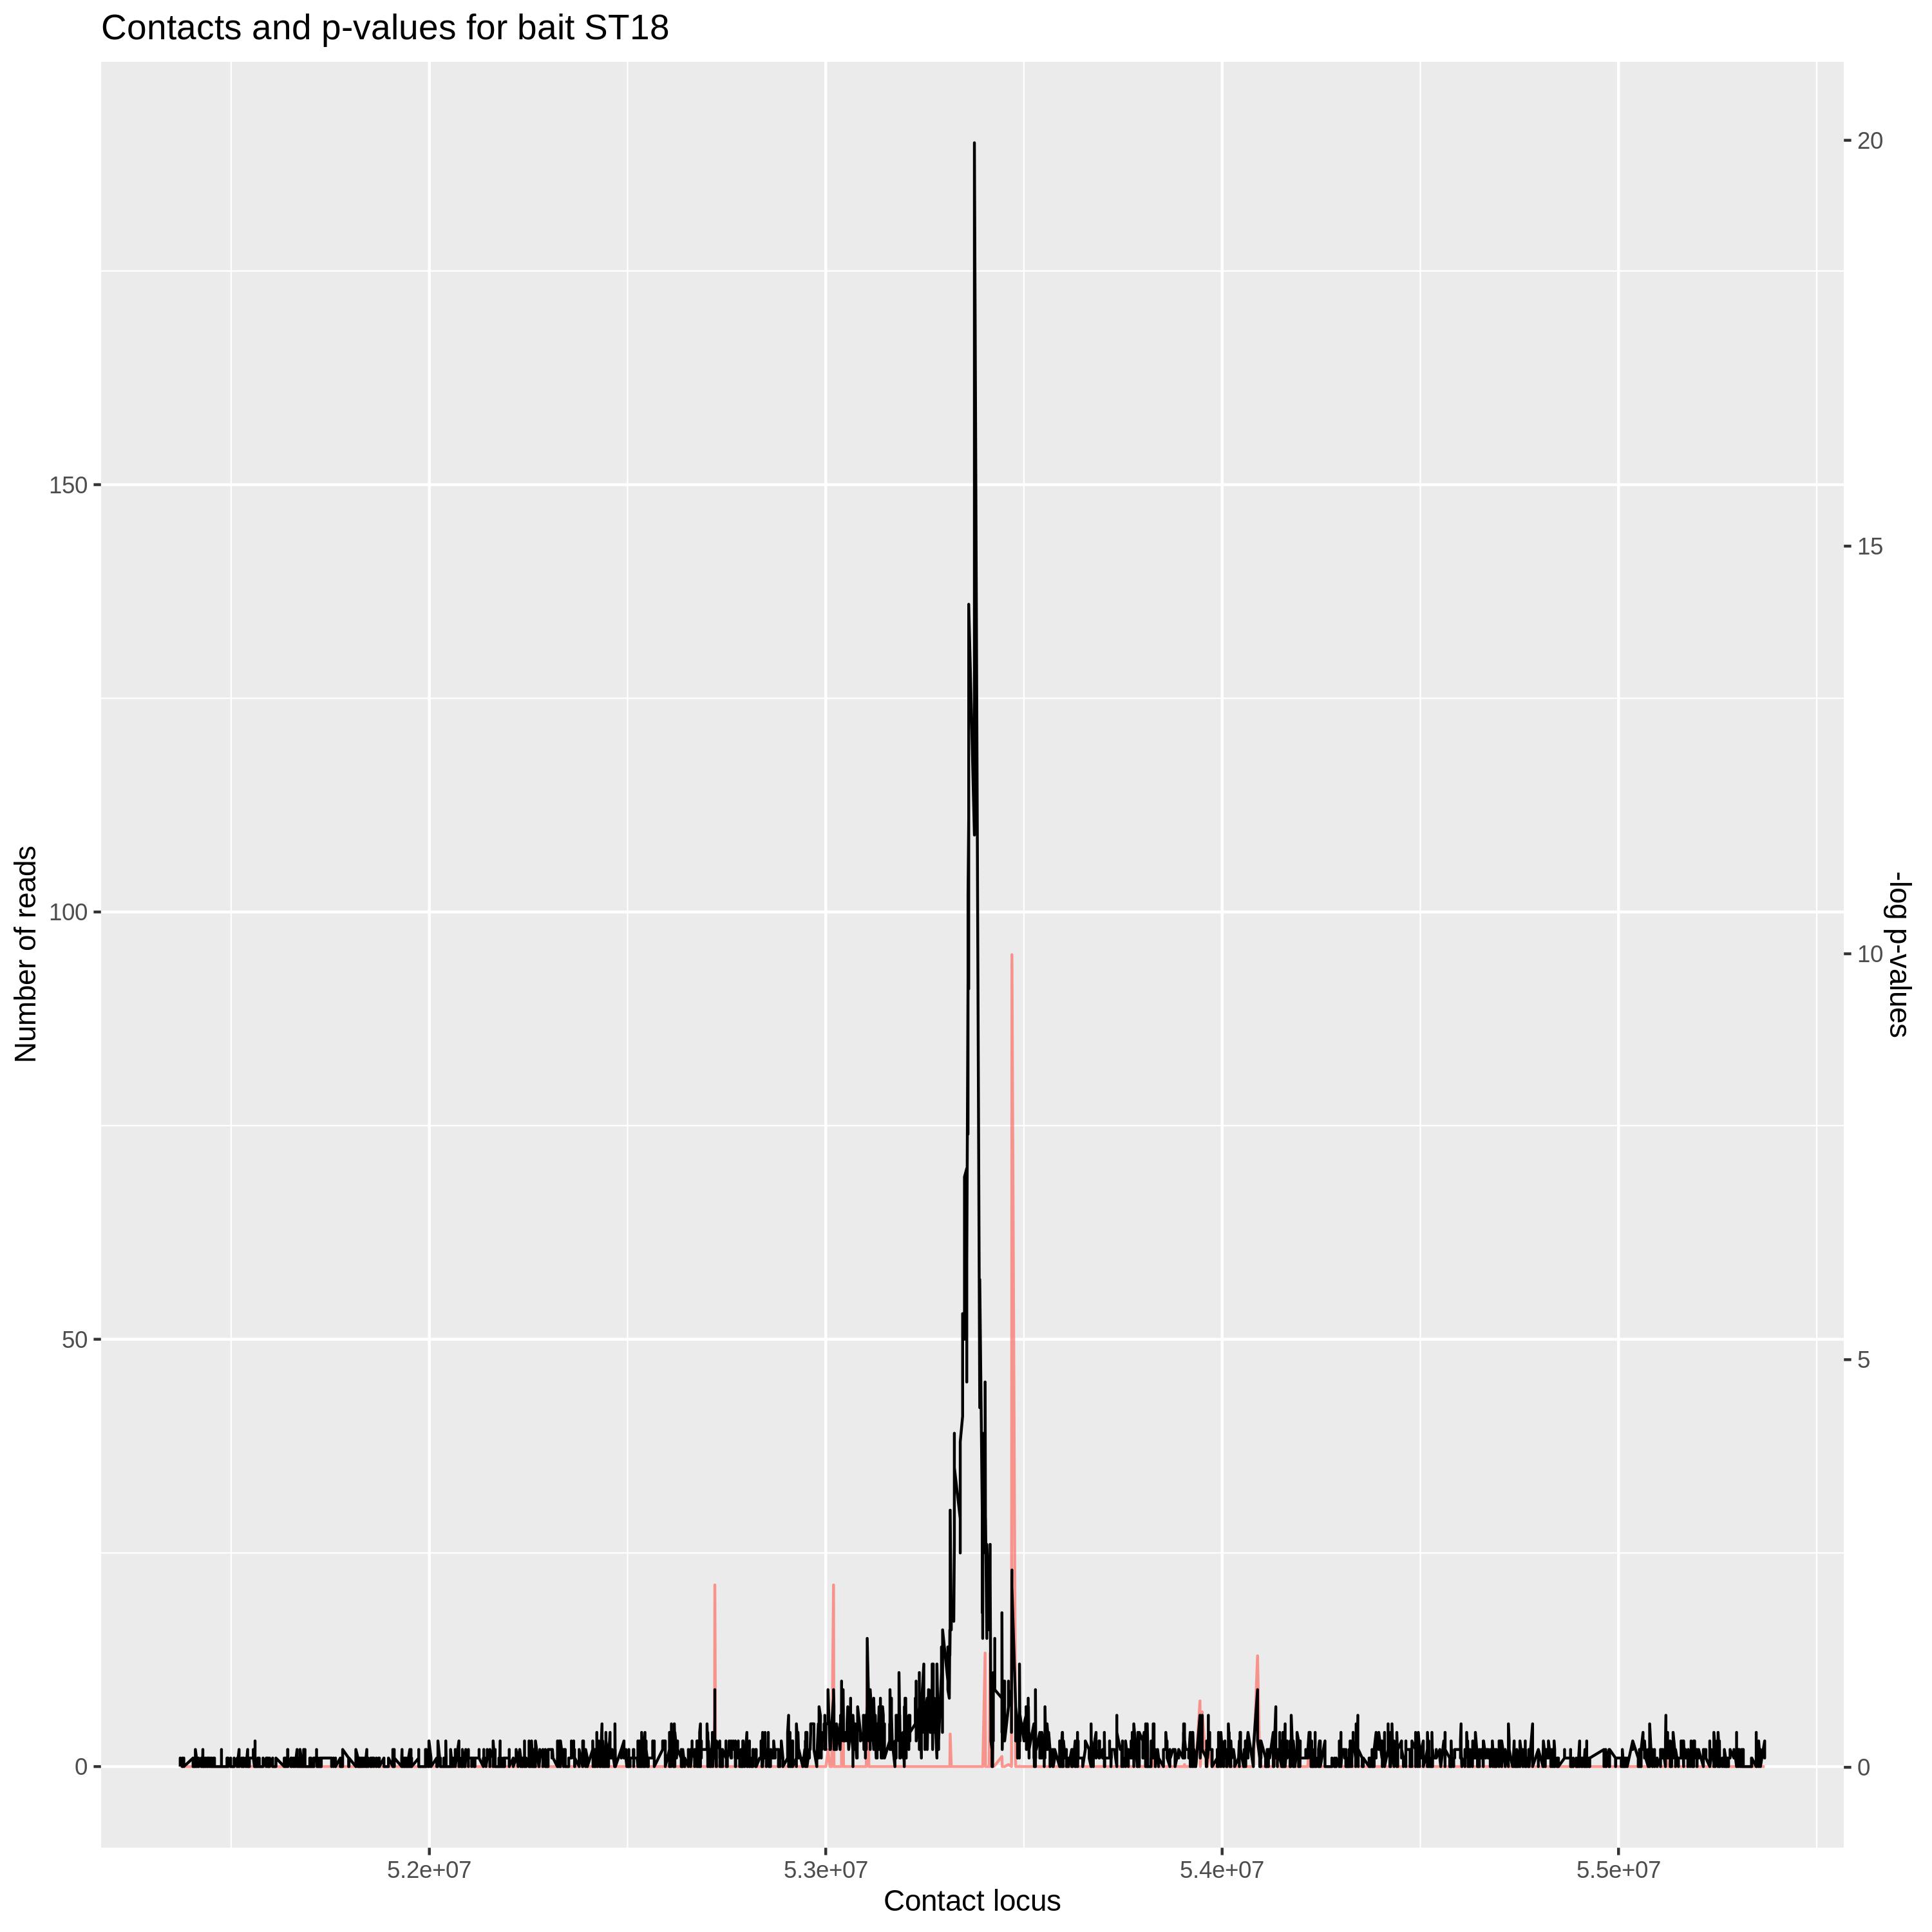 Contacts and p-values for bait ST18
Number of reads
150
100
50
0
20
15
10
5
0
-log p-values
5.2e+07
5.3e+07
5.4e+07
5.5e+07
Contact locus